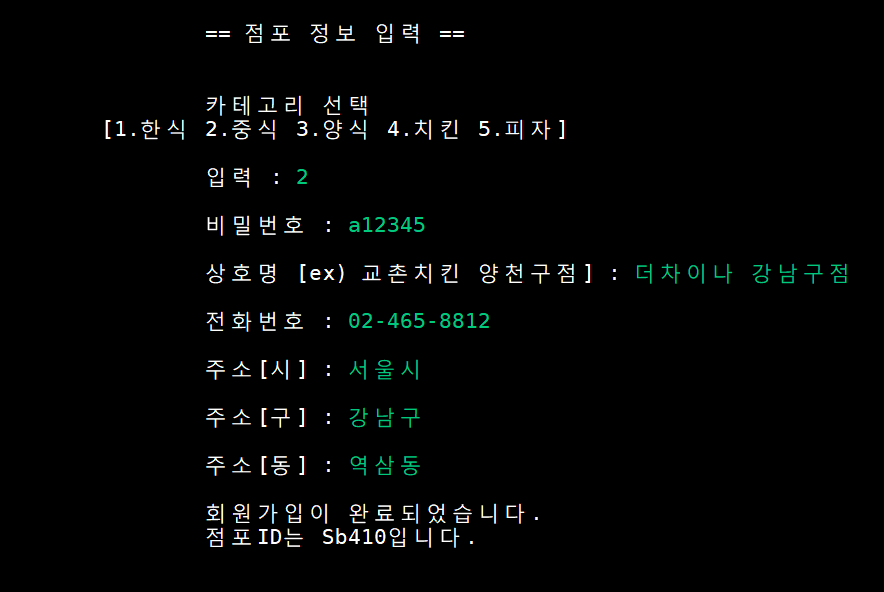 == 점포 정보 입력 ==
카테고리 선택
[1.한식 2.중식 3.양식 4.치킨 5.피자]
입력 : 2
비밀번호 : a12345
상호명 [ex) 교촌치킨 양천구점] : 더차이나 강남구점
전화번호 : 02-465-8812
주소[시] : 서울시
주소[구] : 강남구
주소[동] : 역삼동
회원가입이 완료되었습니다.
점포ID는 Sb410입니다.